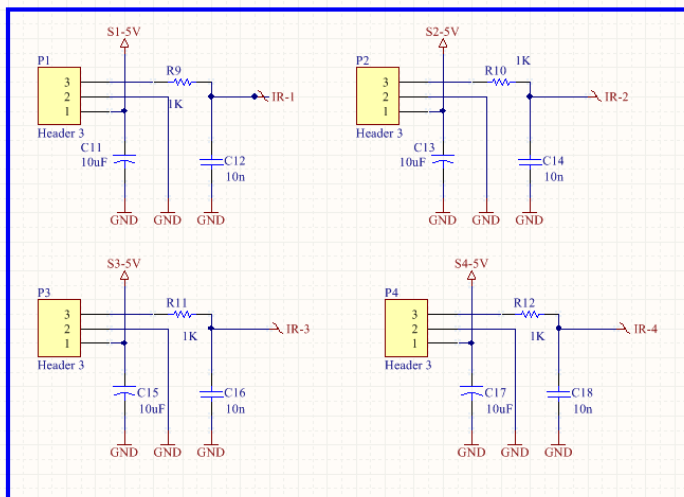 S1-5V
P1
R9
3
2
1
1K
IR-1
Header 3
C11
10uF
C12
10n
GND
GND
GND
S2-5V
P2
1K
R10
3
2
1
IR-2
Header 3
C13
10uF
C14
10n
GND
GND
GND
S3-5V
P3
R11
3
2
1
1K
IR-3
Header 3
C15
10uF
C16
10n
GND
GND
GND
S4-5V
P4
R12
3
2
1
1K
IR-4
Header 3
C17
10uF
C18
10n
GND
GND
GND